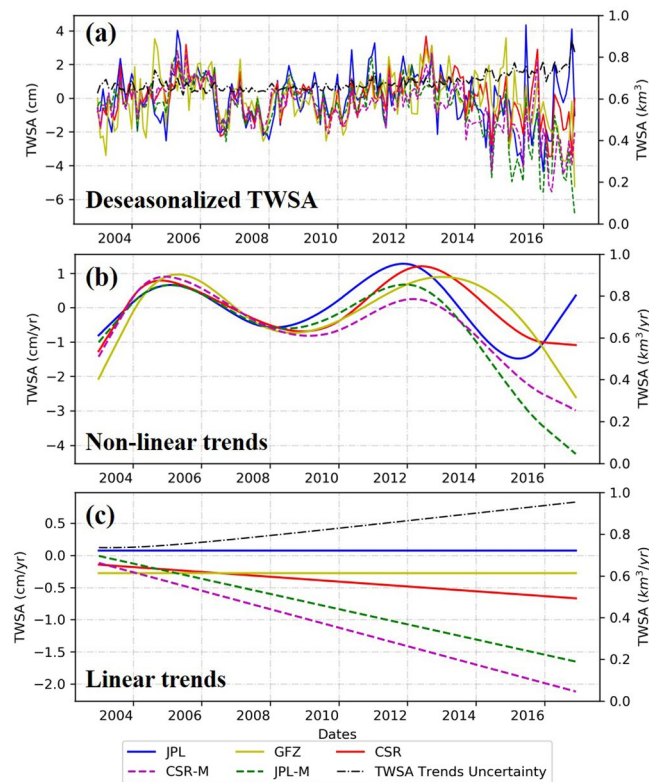 (a)
4
2
0
-2
-4
-6
TWSA (cm)
1.0
0.8
0.6
0.4
0.2
0.0
TWSA (km³)
Deseasonalized TWSA
2004 2006 2008 2010 2012 2014 2016
(b)
1
0
-1
-2
-3
-4
TWSA (cm/yr)
1.0
0.8
0.6
0.4
0.2
0.0
TWSA (km³/yr)
Non-linear trends
2004 2006 2008 2010 2012 2014 2016
(c)
0.5
0.0
-0.5
-1.0
-1.5
-2.0
TWSA (cm/yr)
1.0
0.8
0.6
0.4
0.2
0.0
TWSA (km³/yr)
Linear trends
2004 2006 2008 2010 2012 2014 2016
Dates
JPL GFZ CSR
CSR-M JPL-M TWSA Trends Uncertainty